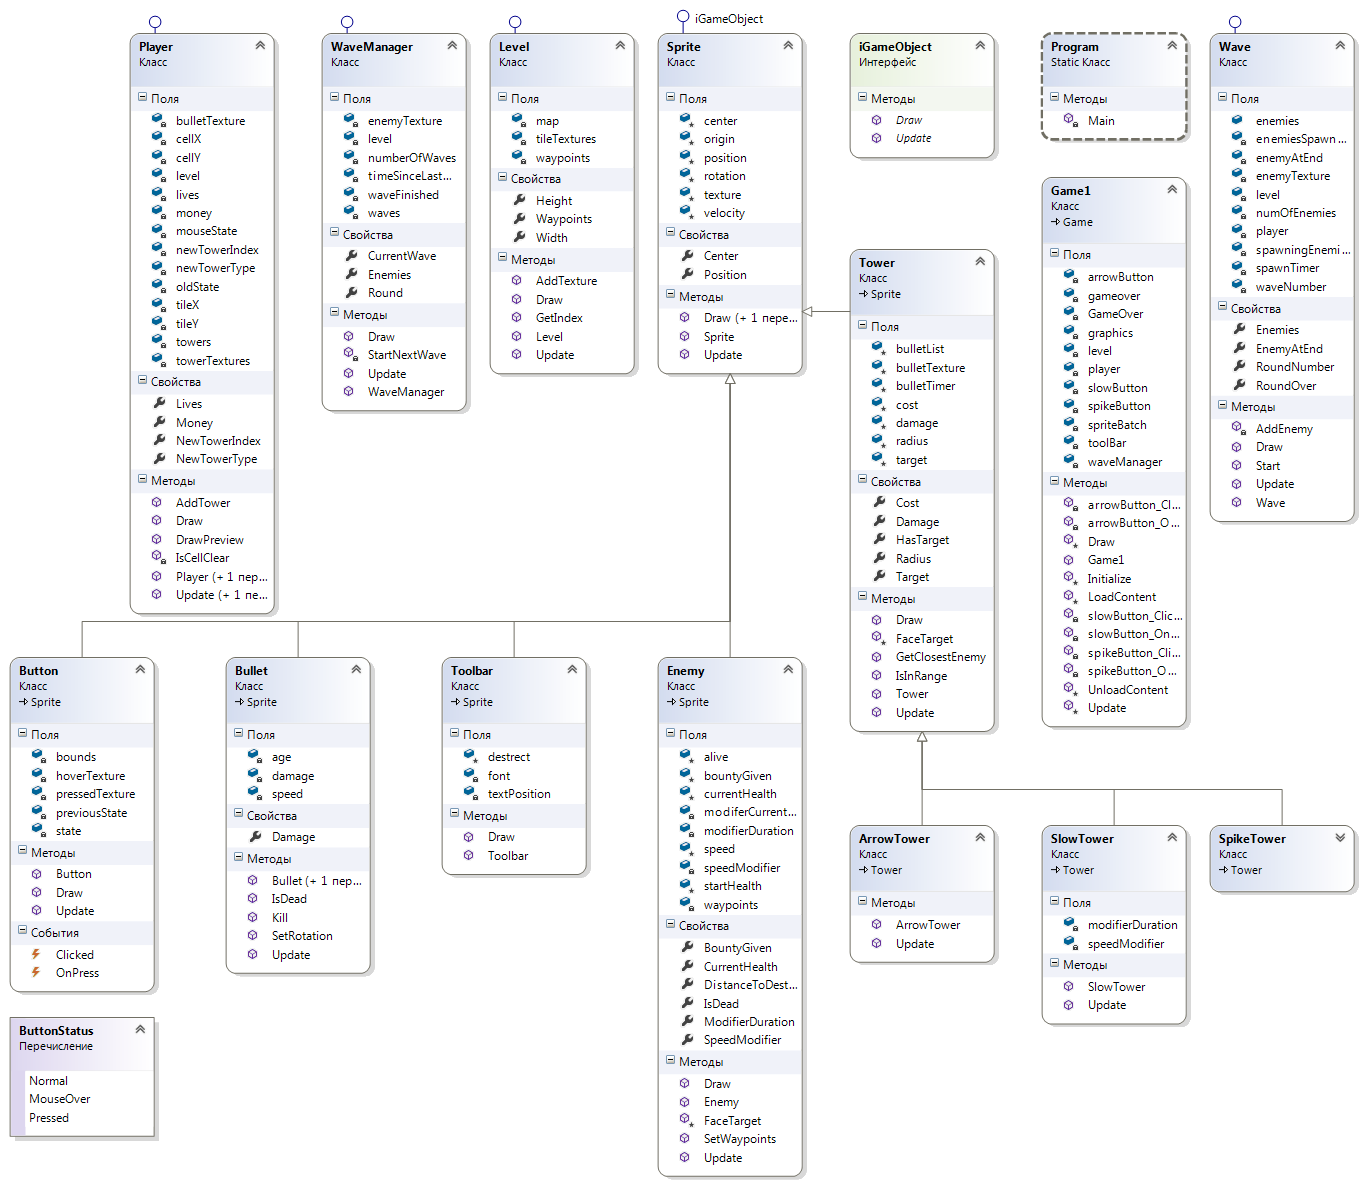 iGameObject
Player
Класс
Поля
bulletTexture
cellX
cellY
level
lives
money
mouseState
newTowerIndex
newTowerType
oldState
tileX
tileY
towers
towerTextures
Свойства
Lives
Money
NewTowerIndex
NewTowerType
Методы
AddTower
Draw
DrawPreview
IsCellClear
Player (+ 1 пер...
Update (+ 1 пе...
WaveManager
Класс
Поля
enemyTexture
level
numberOfWaves
timeSinceLast...
waveFinished
waves
Свойства
CurrentWave
Enemies
Round
Методы
Draw
StartNextWave
Update
WaveManager
Level
Класс
Поля
map
tileTextures
waypoints
Свойства
Height
Waypoints
Width
Методы
AddTexture
Draw
GetIndex
Level
Update
Sprite
Класс
Поля
center
origin
position
rotation
texture
velocity
Свойства
Center
Position
Методы
Draw (+ 1 пере...
Sprite
Update
iGameObject
Интерфейс
Методы
Draw
Update
Program
Static Класс
Методы
Main
Wave
Класс
Поля
enemies
enemiesSpawn ...
enemyAtEnd
enemyTexture
level
numOfEnemies
player
spawningEnemi...
spawnTimer
waveNumber
Свойства
Enemies
EnemyAtEnd
RoundNumber
RoundOver
Методы
AddEnemy
Draw
Start
Update
Wave
Tower
Класс
Sprite
Поля
bulletList
bulletTexture
bulletTimer
cost
damage
radius
target
Свойства
Cost
Damage
HasTarget
Radius
Target
Методы
Draw
FaceTarget
GetClosestEnemy
IsInRange
Tower
Update
Game1
Класс
Game
Поля
arrowButton
gameover
GameOver
graphics
level
player
slowButton
spikeButton
spriteBatch
toolBar
waveManager
Методы
arrowButton_Cl...
arrowButton_O...
Draw
Game1
Initialize
LoadContent
slowButton_Clic...
slowButton_On...
spikeButton_Cli...
spikeButton_O...
UnloadContent
Update
Button
Класс
Sprite
Поля
bounds
hoverTexture
pressedTexture
previousState
state
Методы
Button
Draw
Update
События
Clicked
OnPress
Bullet
Класс
Sprite
Поля
age
damage
speed
Свойства
Damage
Методы
Bullet (+ 1 пер...
IsDead
Kill
SetRotation
Update
Toolbar
Класс
Sprite
Поля
destrect
font
textPosition
Методы
Draw
Toolbar
Enemy
Класс
Sprite
Поля
alive
bountyGiven
currentHealth
modiferCurrent...
modifierDuration
speed
speedModifier
startHealth
waypoints
Свойства
BountyGiven
CurrentHealth
DistanceToDest...
IsDead
ModifierDuration
SpeedModifier
Методы
Draw
Enemy
FaceTarget
SetWaypoints
Update
ArrowTower
Класс
Tower
Методы
ArrowTower
Update
SlowTower
Класс
Tower
Поля
modifierDuration
speedModifier
Методы
SlowTower
Update
SpikeTower
Класс
Tower
ButtonStatus
Перечисление
Normal
MouseOver
Pressed